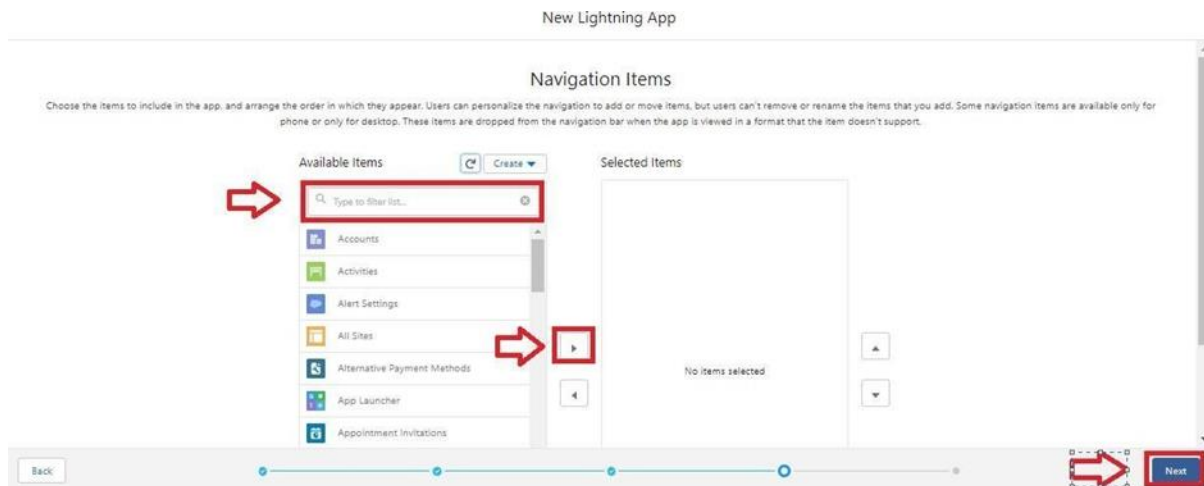 New Lightning App
Navigation Items
Choose the items to include in the app, and arrange the order in which they appear. Users can personalize the navigation to add or move items, but users can't remove or rename the items that you add. Some navigation items are available only for
phone or only for desktop. These items are dropped from the navigation bar when the app is viewed in a format that the item doesn't support.
Available Items
Create
Selected Items
Type to filter list...
Accounts
Activities
Alert Settings
All Sites
Alternative Payment Methods
No items selected
App Launcher
Appointment Invitations
Back
Next